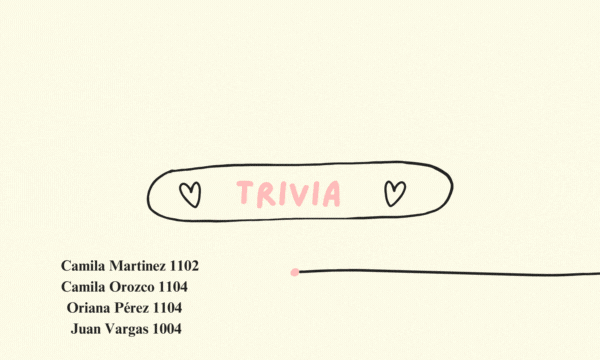 TRIVIA
Camila Martinez 1102
Camila Orozco 1104
Oriana Pérez 1104
Juan Vargas 1004